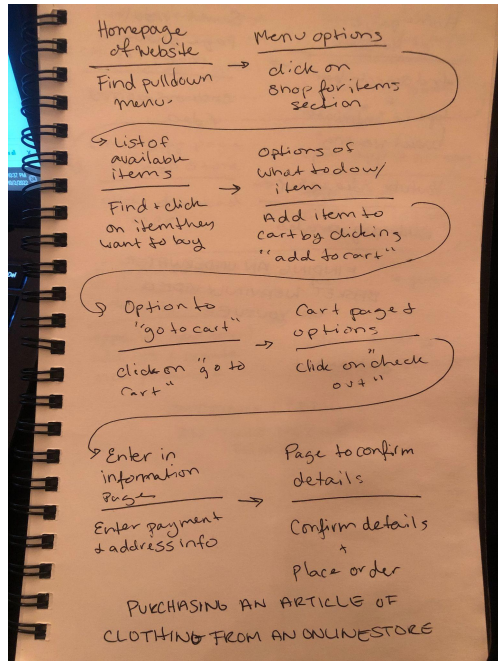 Homepage
of Website
Find pulldown
menu.
Menu options
click on
shop for items
section
List of
available
items
Find + click
on item they
want to buy
Options of
what to do w/
item
Add item to
cart by clicking
"add to cart"
Option to
"go to cart"
click on "go to
cart"
Cart page +
options
click on "check
out"
Enter in
information
Pages
Enter payment
+ address info
Page to confirm
details
Confirm details
+
Place order
PURCHASING AN ARTICLE OF
CLOTHING FROM AN ONLINE STORE